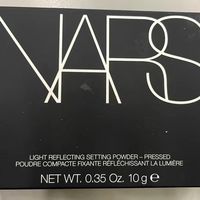 NARS
LIGHT REFLECTING SETTING POWDER – PRESSED
POUDRE COMPACTE FIXANTE RÉFLÉCHISSANT LA LUMIÈRE
NET WT. 0.35 Oz. 10 g ℮